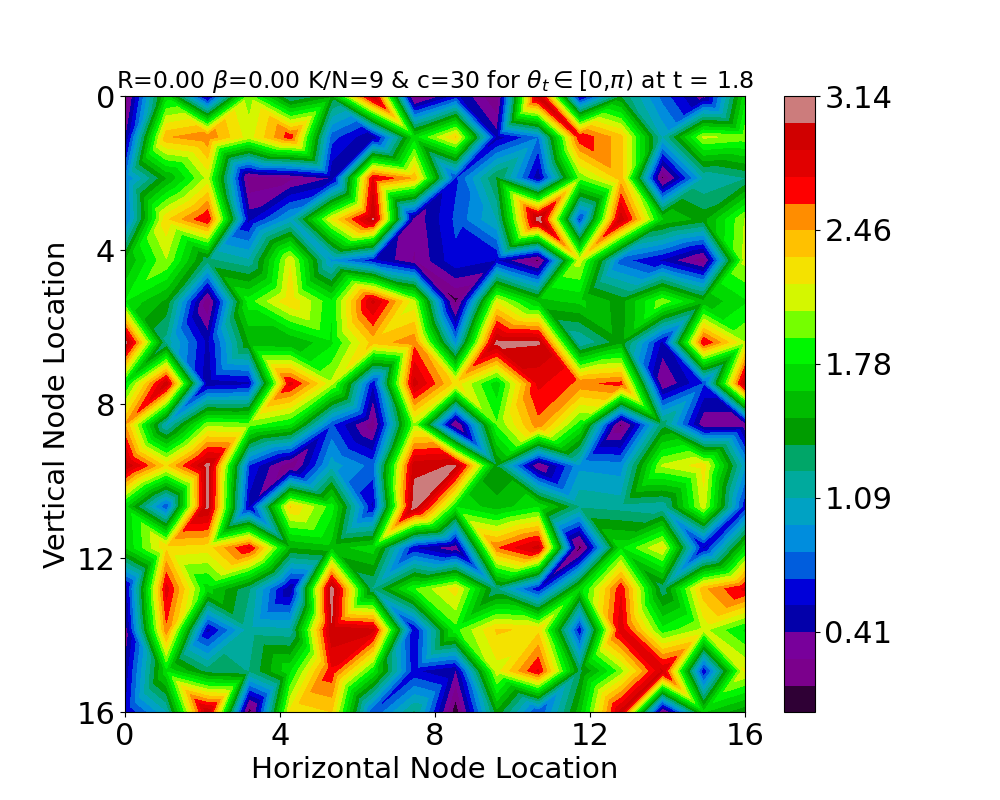 R=0.00 β=0.00 K/N=9 & c=30 for θₜ∈[0,π) at t = 1.8
0
4
8
12
16
Vertical Node Location
0 4 8 12 16
Horizontal Node Location
3.14
2.46
1.78
1.09
0.41